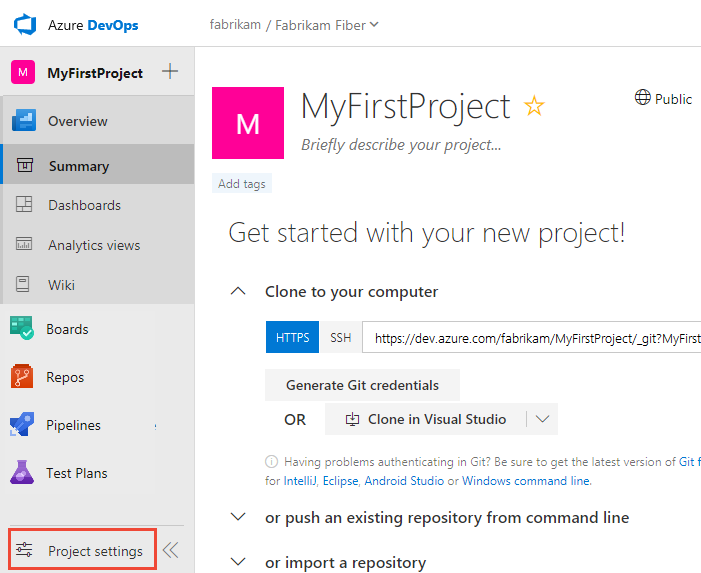 Azure DevOps
fabrikam / Fabrikam Fiber
M MyFirstProject
Overview
Summary
Dashboards
Analytics views
Wiki
Boards
Repos
Pipelines
Test Plans
Project settings
M
MyFirstProject
Public
Briefly describe your project...
Add tags
Get started with your new project!
Clone to your computer
HTTPS SSH https://dev.azure.com/fabrikam/MyFirstProject/_git?MyFirst
Generate Git credentials
OR Clone in Visual Studio
Having problems authenticating in Git? Be sure to get the latest version of Git f
for IntelliJ, Eclipse, Android Studio or Windows command line.
or push an existing repository from command line
or import a repository